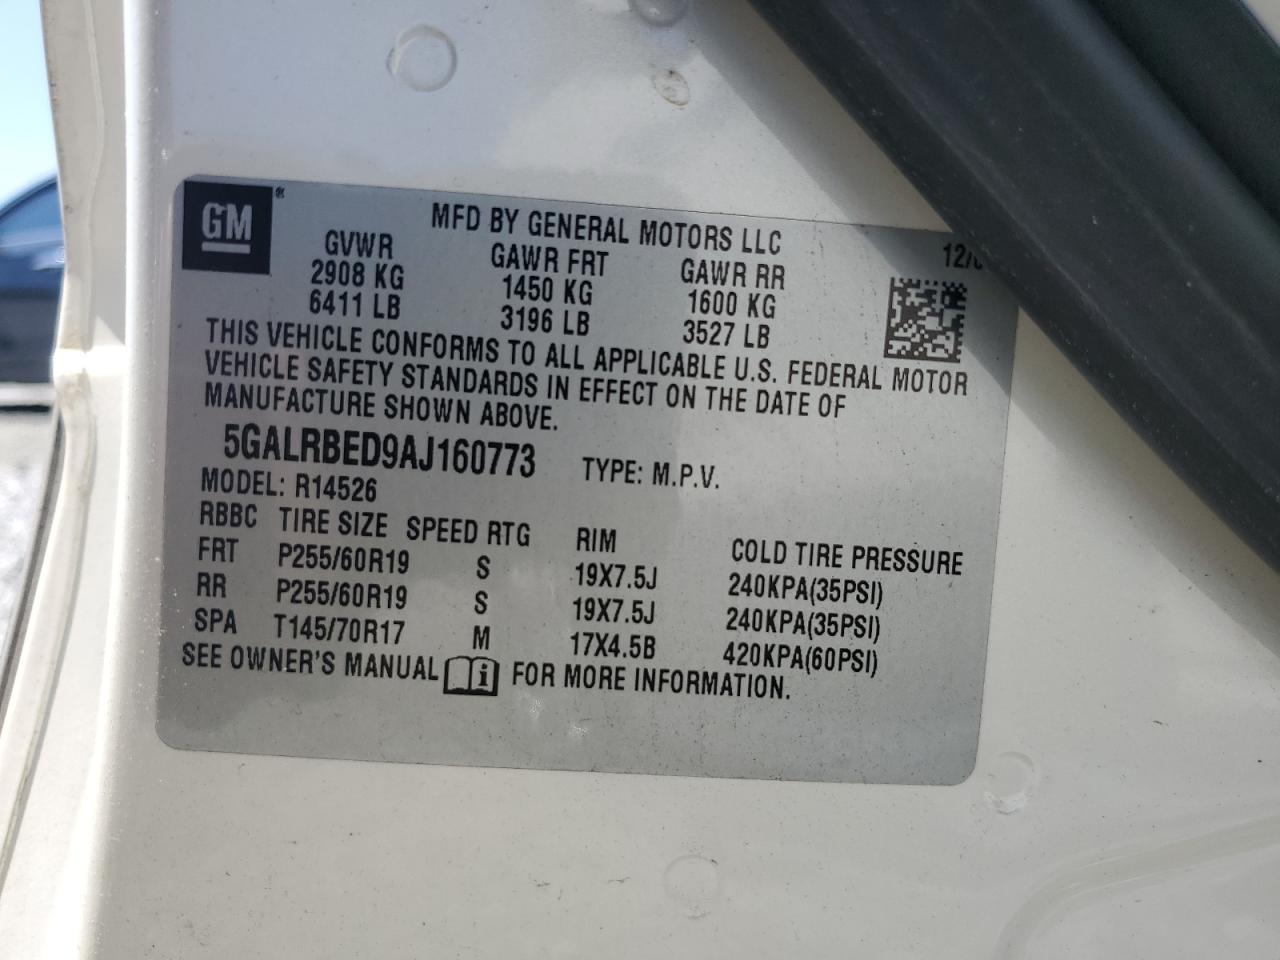 GM ®
MFD BY GENERAL MOTORS LLC
GVWR GAWR FRT GAWR RR 12/0
2908 KG 1450 KG 1600 KG
6411 LB 3196 LB 3527 LB
THIS VEHICLE CONFORMS TO ALL APPLICABLE U.S. FEDERAL MOTOR
VEHICLE SAFETY STANDARDS IN EFFECT ON THE DATE OF
MANUFACTURE SHOWN ABOVE.
5GALRBED9AJ160773 TYPE: M.P.V.
MODEL: R14526
RBBC TIRE SIZE SPEED RTG RIM COLD TIRE PRESSURE
FRT P255/60R19 S 19X7.5J 240KPA(35PSI)
RR P255/60R19 S 19X7.5J 240KPA(35PSI)
SPA T145/70R17 M 17X4.5B 420KPA(60PSI)
SEE OWNER'S MANUAL i FOR MORE INFORMATION.